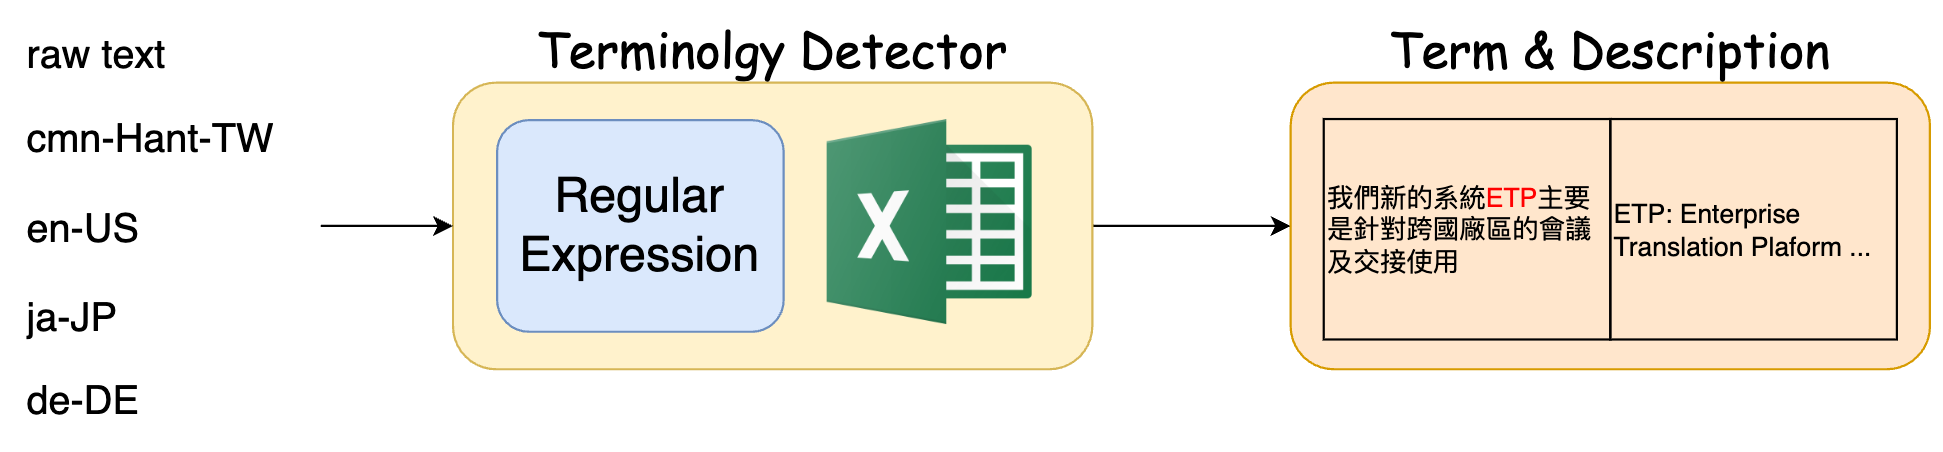 raw text
cmn-Hant-TW
en-US
ja-JP
de-DE
Terminolgy Detector
Regular
Expression
X
Term & Description
我們新的系統ETP主要
是針對跨國廠區的會議
及交接使用
ETP: Enterprise
Translation Plaform ...